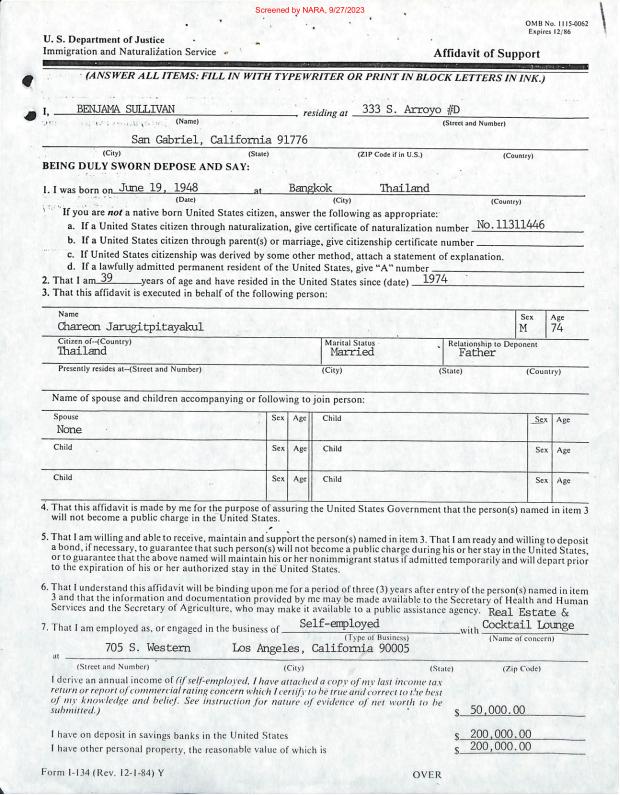 Screened by NARA, 9/27/2023
OMB No. 1115-0062
Expires 12/86
U. S. Department of Justice
Immigration and Naturalization Service
Affidavit of Support
(ANSWER ALL ITEMS: FILL IN WITH TYPEWRITER OR PRINT IN BLOCK LETTERS IN INK.)
I, BENJAMA SULLIVAN, residing at 333 S. Arroyo #D
(Name) (Street and Number)
San Gabriel, California 91776
(City) (State) (ZIP Code if in U.S.) (Country)
BEING DULY SWORN DEPOSE AND SAY:
1. I was born on June 19, 1948 at Bangkok Thailand
(Date) (City) (Country)
If you are not a native born United States citizen, answer the following as appropriate:
a. If a United States citizen through naturalization, give certificate of naturalization number No.11311446
b. If a United States citizen through parent(s) or marriage, give citizenship certificate number
c. If United States citizenship was derived by some other method, attach a statement of explanation.
d. If a lawfully admitted permanent resident of the United States, give "A" number
2. That I am 39 years of age and have resided in the United States since (date) 1974
3. That this affidavit is executed in behalf of the following person:
Name Sex Age
Chareon Jarugitpitayakul M 74
Citizen of--(Country) Marital Status Relationship to Deponent
Thailand Married Father
Presently resides at--(Street and Number) (City) (State) (Country)
Name of spouse and children accompanying or following to join person:
Spouse Sex Age Child Sex Age
None
Child Sex Age Child Sex Age
Child Sex Age Child Sex Age
4. That this affidavit is made by me for the purpose of assuring the United States Government that the person(s) named in item 3
will not become a public charge in the United States.
5. That I am willing and able to receive, maintain and support the person(s) named in item 3. That I am ready and willing to deposit
a bond, if necessary, to guarantee that such person(s) will not become a public charge during his or her stay in the United States,
or to guarantee that the above named will maintain his or her nonimmigrant status if admitted temporarily and will depart prior
to the expiration of his or her authorized stay in the United States.
6. That I understand this affidavit will be binding upon me for a period of three (3) years after entry of the person(s) named in item
3 and that the information and documentation provided by me may be made available to the Secretary of Health and Human
Services and the Secretary of Agriculture, who may make it available to a public assistance agency.
Real Estate &
7. That I am employed as, or engaged in the business of Self-employed with Cocktail Lounge
(Type of Business) (Name of concern)
at 705 S. Western Los Angeles, California 90005
(Street and Number) (City) (State) (Zip Code)
I derive an annual income of (if self-employed, I have attached a copy of my last income tax
return or report of commercial rating concern which I certify to be true and correct to the best
of my knowledge and belief. See instruction for nature of evidence of net worth to be
submitted.) $ 50,000.00
I have on deposit in savings banks in the United States $ 200,000.00
I have other personal property, the reasonable value of which is $ 200,000.00
Form I-134 (Rev. 12-1-84) Y OVER